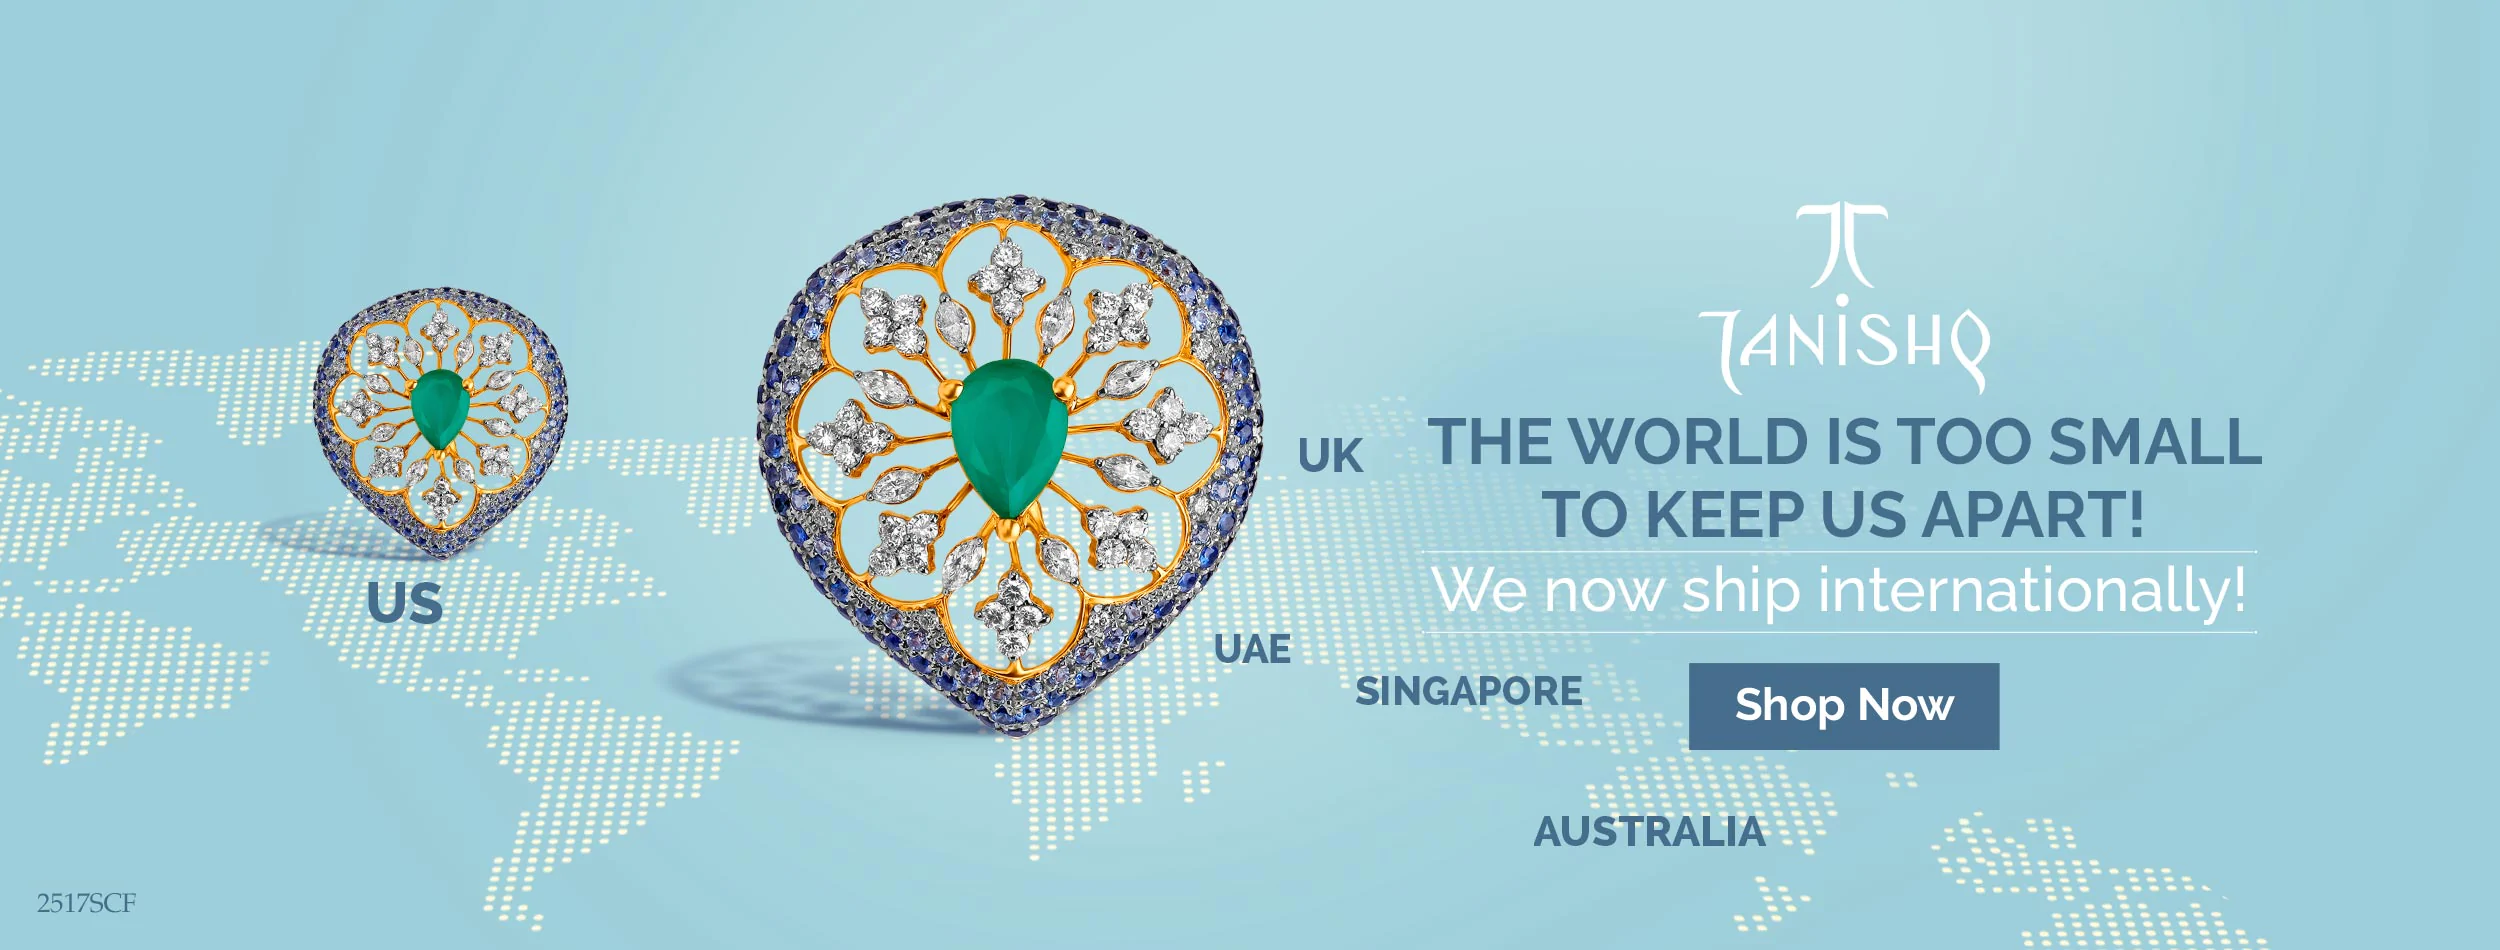 TANISHQ
THE WORLD IS TOO SMALL
TO KEEP US APART!
We now ship internationally!
Shop Now
UK
US
UAE
SINGAPORE
AUSTRALIA
2517SCF